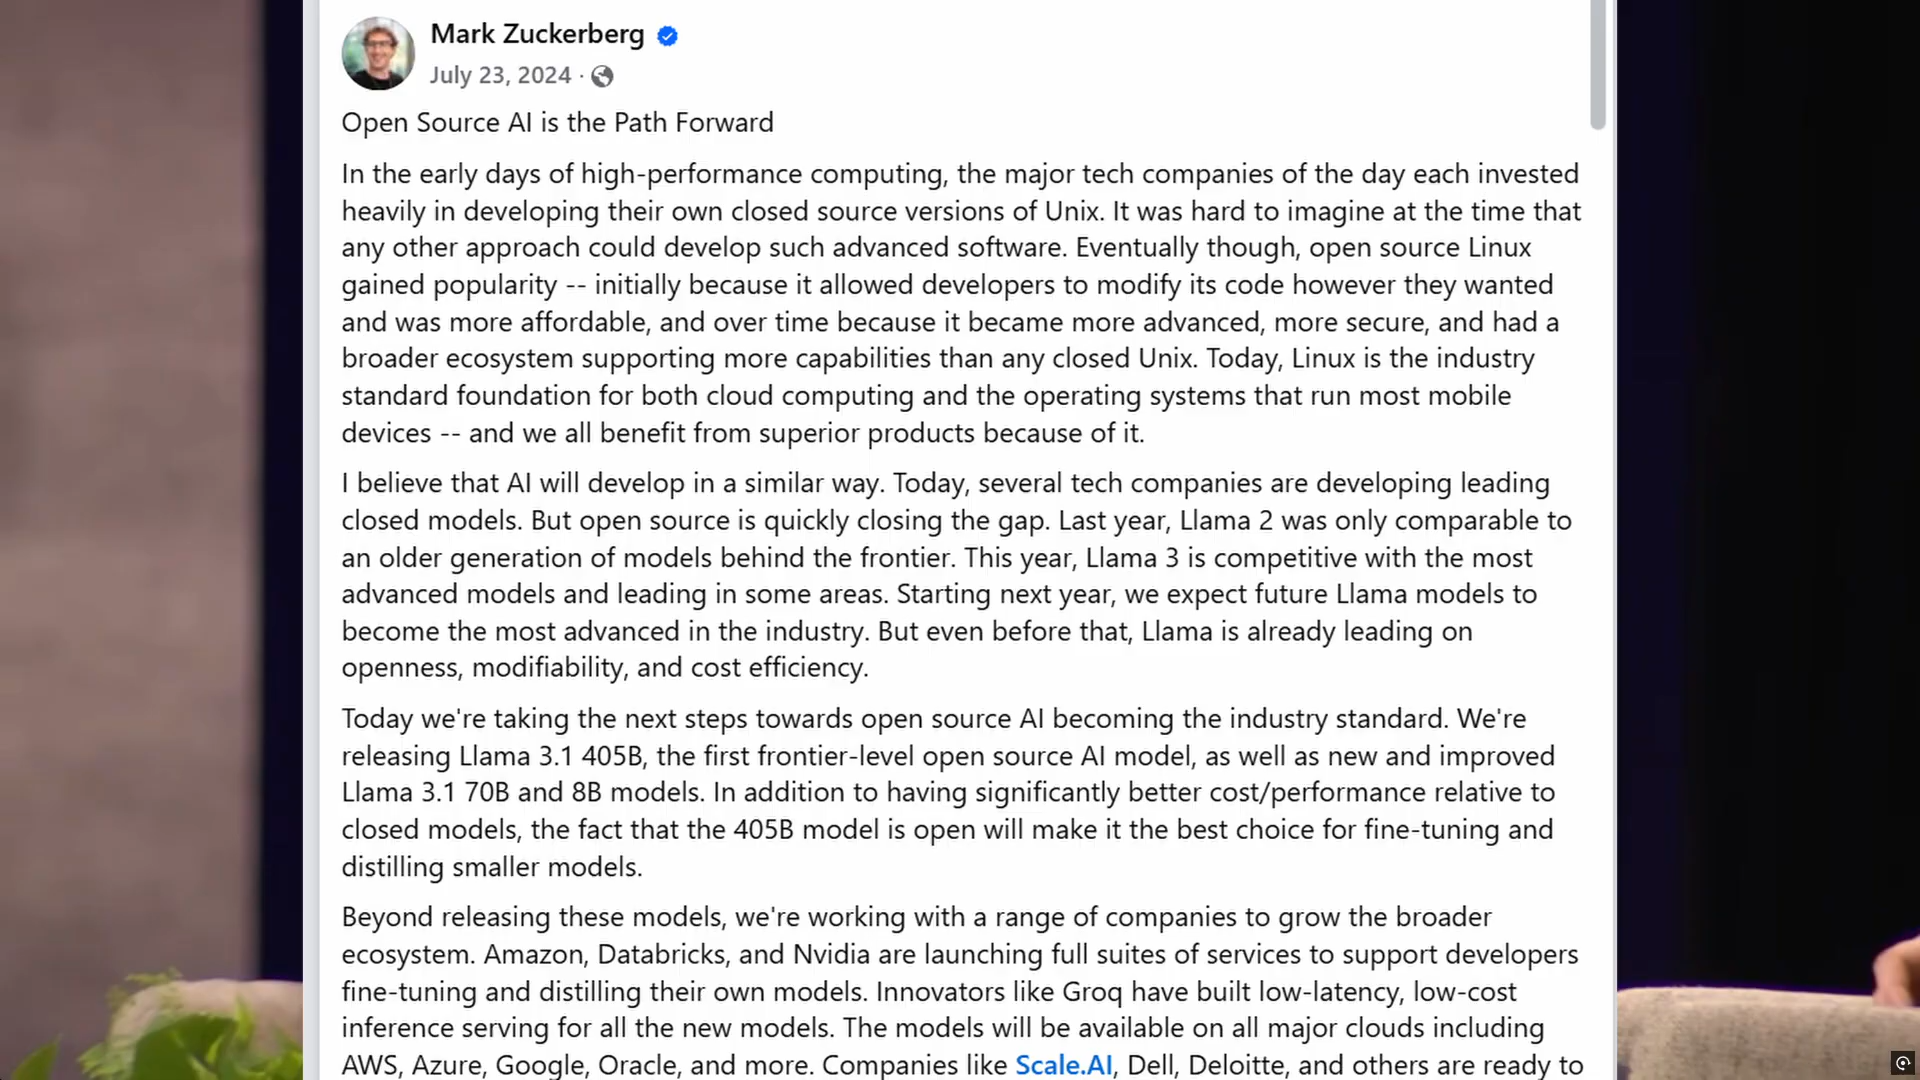 Mark Zuckerberg
July 23, 2024 ·
Open Source AI is the Path Forward
In the early days of high-performance computing, the major tech companies of the day each invested
heavily in developing their own closed source versions of Unix. It was hard to imagine at the time that
any other approach could develop such advanced software. Eventually though, open source Linux
gained popularity -- initially because it allowed developers to modify its code however they wanted
and was more affordable, and over time because it became more advanced, more secure, and had a
broader ecosystem supporting more capabilities than any closed Unix. Today, Linux is the industry
standard foundation for both cloud computing and the operating systems that run most mobile
devices -- and we all benefit from superior products because of it.
I believe that AI will develop in a similar way. Today, several tech companies are developing leading
closed models. But open source is quickly closing the gap. Last year, Llama 2 was only comparable to
an older generation of models behind the frontier. This year, Llama 3 is competitive with the most
advanced models and leading in some areas. Starting next year, we expect future Llama models to
become the most advanced in the industry. But even before that, Llama is already leading on
openness, modifiability, and cost efficiency.
Today we're taking the next steps towards open source AI becoming the industry standard. We're
releasing Llama 3.1 405B, the first frontier-level open source AI model, as well as new and improved
Llama 3.1 70B and 8B models. In addition to having significantly better cost/performance relative to
closed models, the fact that the 405B model is open will make it the best choice for fine-tuning and
distilling smaller models.
Beyond releasing these models, we're working with a range of companies to grow the broader
ecosystem. Amazon, Databricks, and Nvidia are launching full suites of services to support developers
fine-tuning and distilling their own models. Innovators like Groq have built low-latency, low-cost
inference serving for all the new models. The models will be available on all major clouds including
AWS, Azure, Google, Oracle, and more. Companies like Scale.AI, Dell, Deloitte, and others are ready to